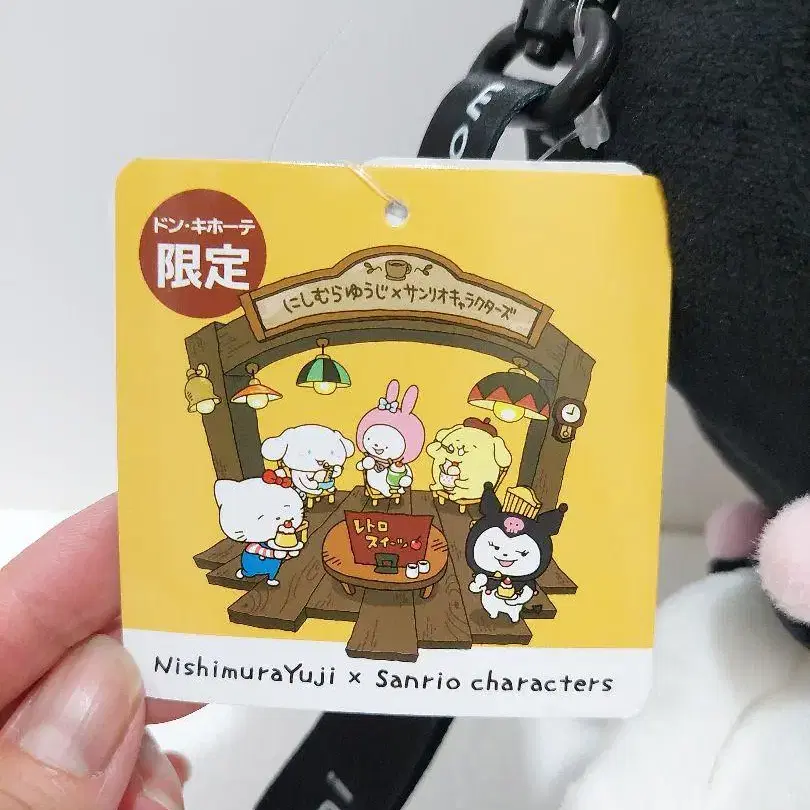 ドン・キホーテ
限定
にしむらゆうじ×サンリオキャラクターズ
レトロ
スイーツ
NishimuraYuji × Sanrio characters